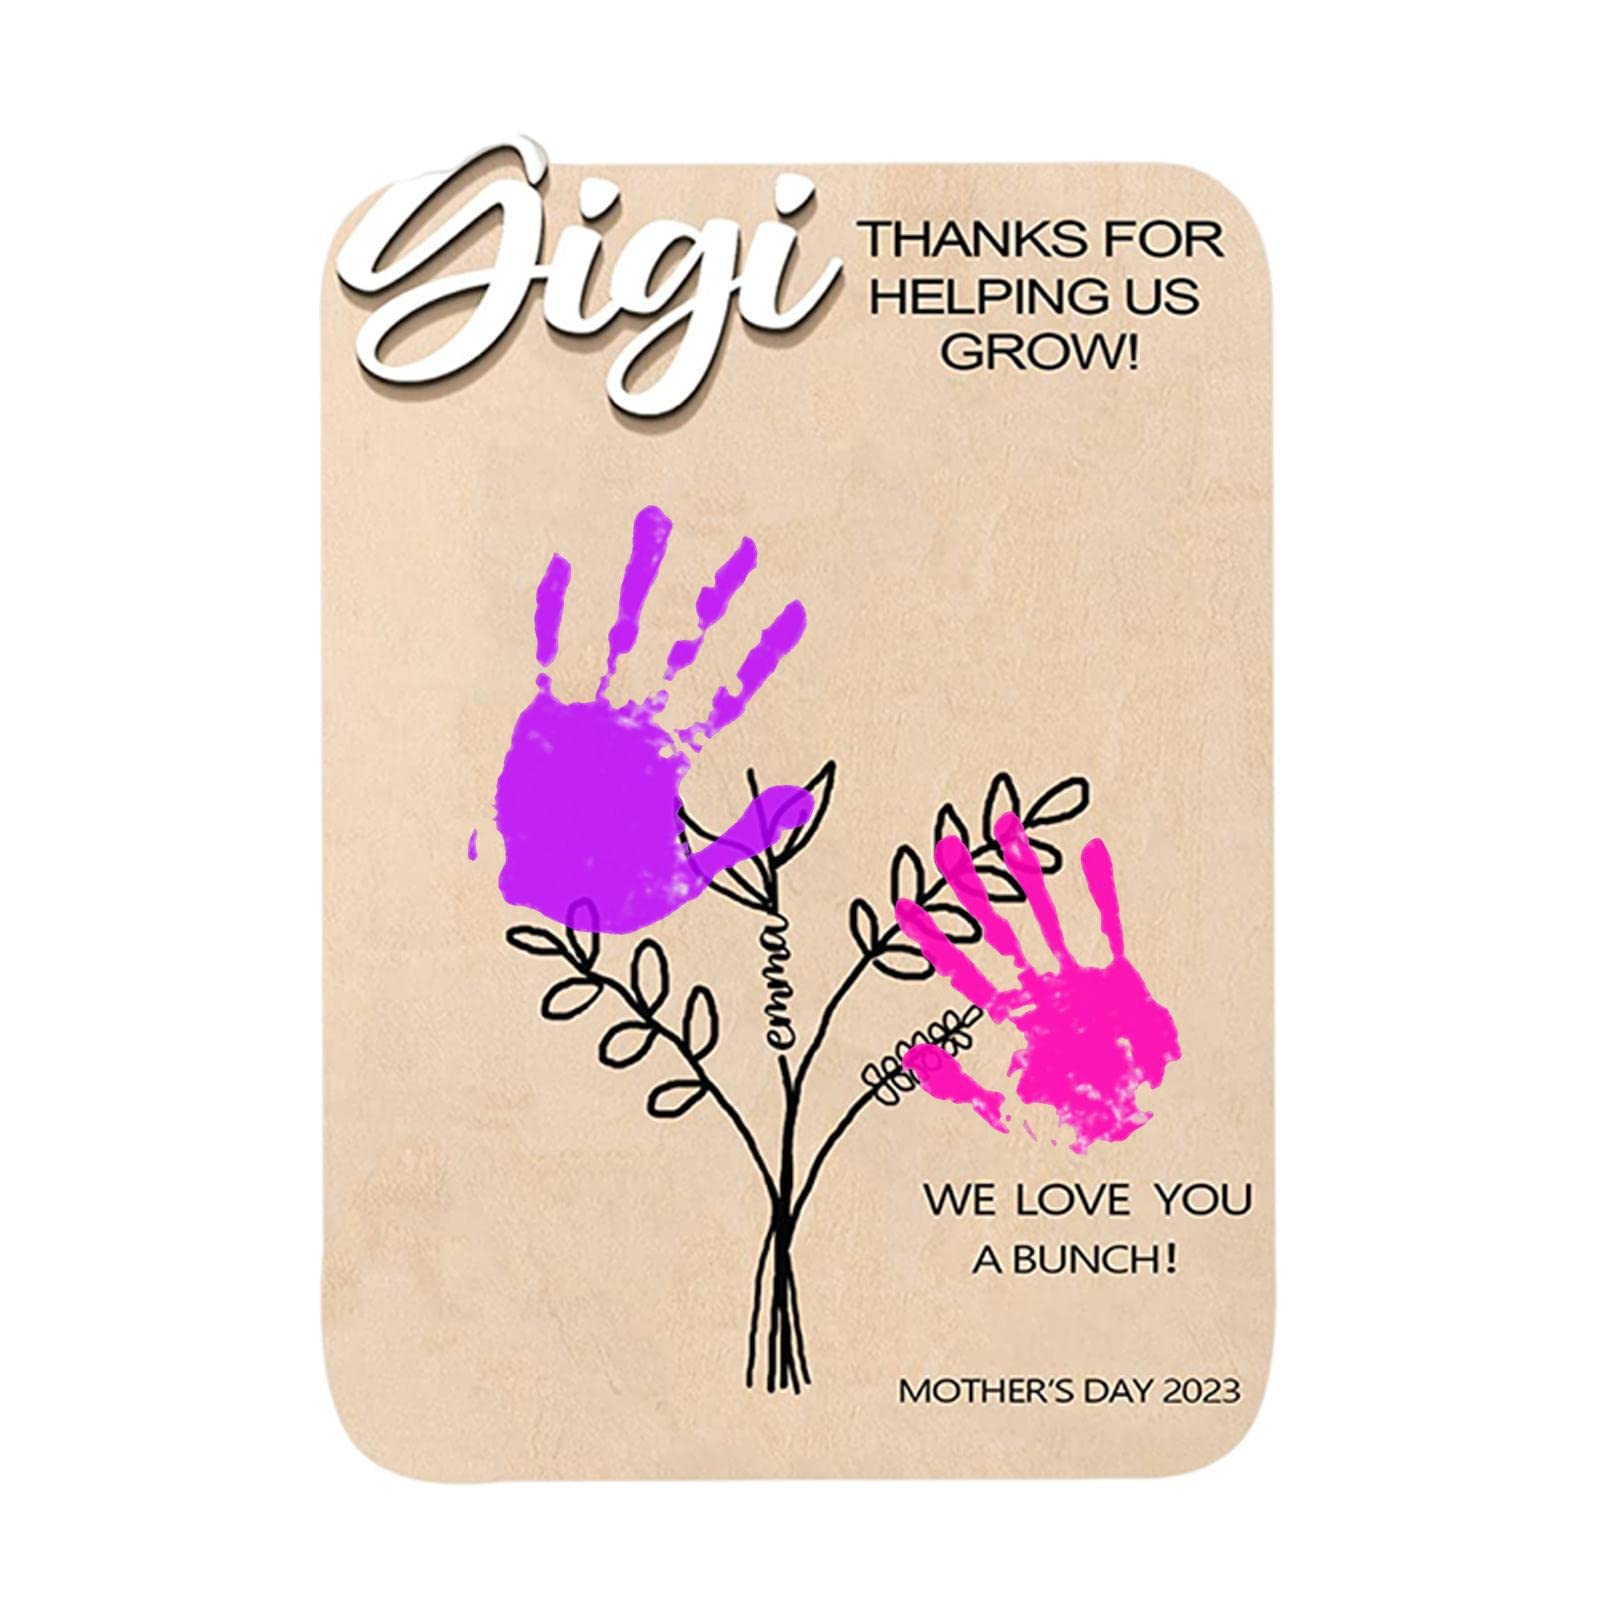 Gigi
THANKS FOR
HELPING US
GROW!
emma
WE LOVE YOU
A BUNCH!
MOTHER'S DAY 2023